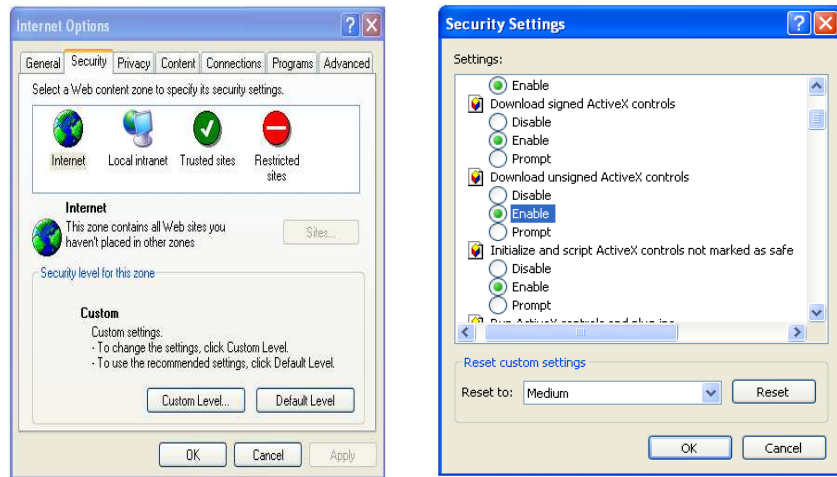 Internet Options
General Security Privacy Content Connections Programs Advanced
Select a Web content zone to specify its security settings.
Internet Local intranet Trusted sites Restricted sites
Internet
This zone contains all Web sites you
haven't placed in other zones
Sites...
Security level for this zone
Custom
Custom settings.
- To change the settings, click Custom Level.
- To use the recommended settings, click Default Level.
Custom Level... Default Level
OK Cancel Apply
Security Settings
Settings:
Enable
Download signed ActiveX controls
Disable
Enable
Prompt
Download unsigned ActiveX controls
Disable
Enable
Prompt
Initialize and script ActiveX controls not marked as safe
Disable
Enable
Prompt
Reset custom settings
Reset to: Medium Reset
OK Cancel